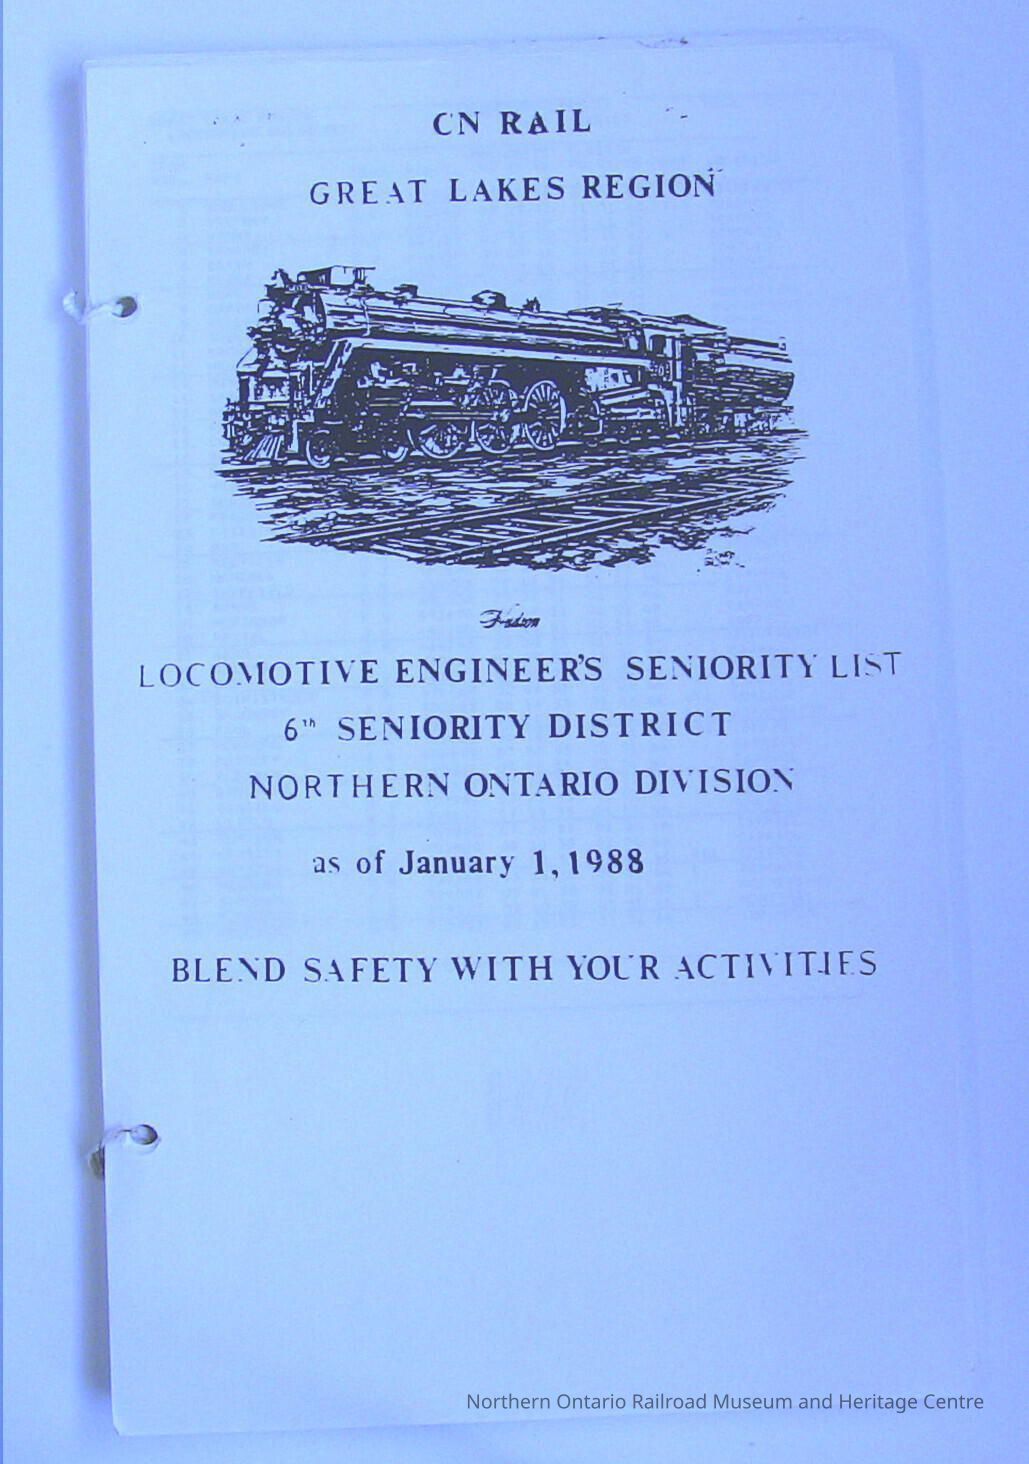 CN RAIL
GREAT LAKES REGION
Hudson
LOCOMOTIVE ENGINEER'S SENIORITY LIST
6th SENIORITY DISTRICT
NORTHERN ONTARIO DIVISION
as of January 1, 1988
BLEND SAFETY WITH YOUR ACTIVITIES
Northern Ontario Railroad Museum and Heritage Centre